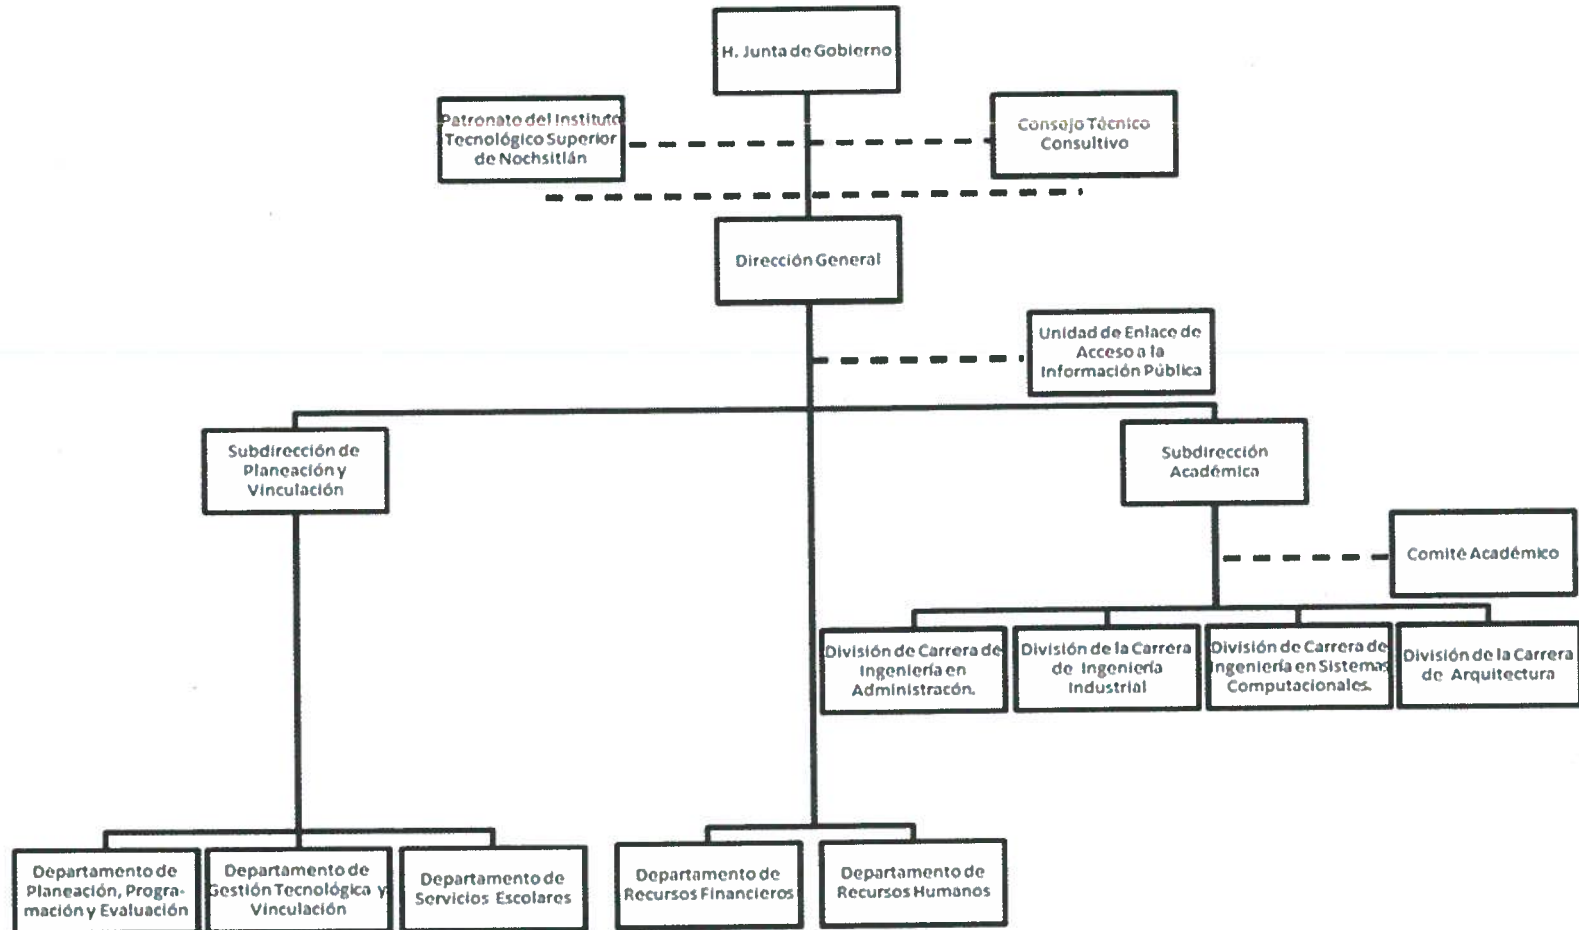 H. Junta de Gobierno
Patronato del Instituto
Tecnológico Superior
de Nochsitlán
Consejo Técnico
Consultivo
Dirección General
Unidad de Enlace de
Acceso a la
Información Pública
Subdirección de
Planeación y
Vinculación
Subdirección
Académica
Comité Académico
División de Carrera de
Ingeniería en
Administracón.
División de la Carrera
de Ingeniería
Industrial
División de Carrera de
Ingeniería en Sistemas
Computacionales.
División de la Carrera
de Arquitectura
Departamento de
Planeación, Progra-
mación y Evaluación
Departamento de
Gestión Tecnológica y
Vinculación
Departamento de
Servicios Escolares
Departamento de
Recursos Financieros
Departamento de
Recursos Humanos